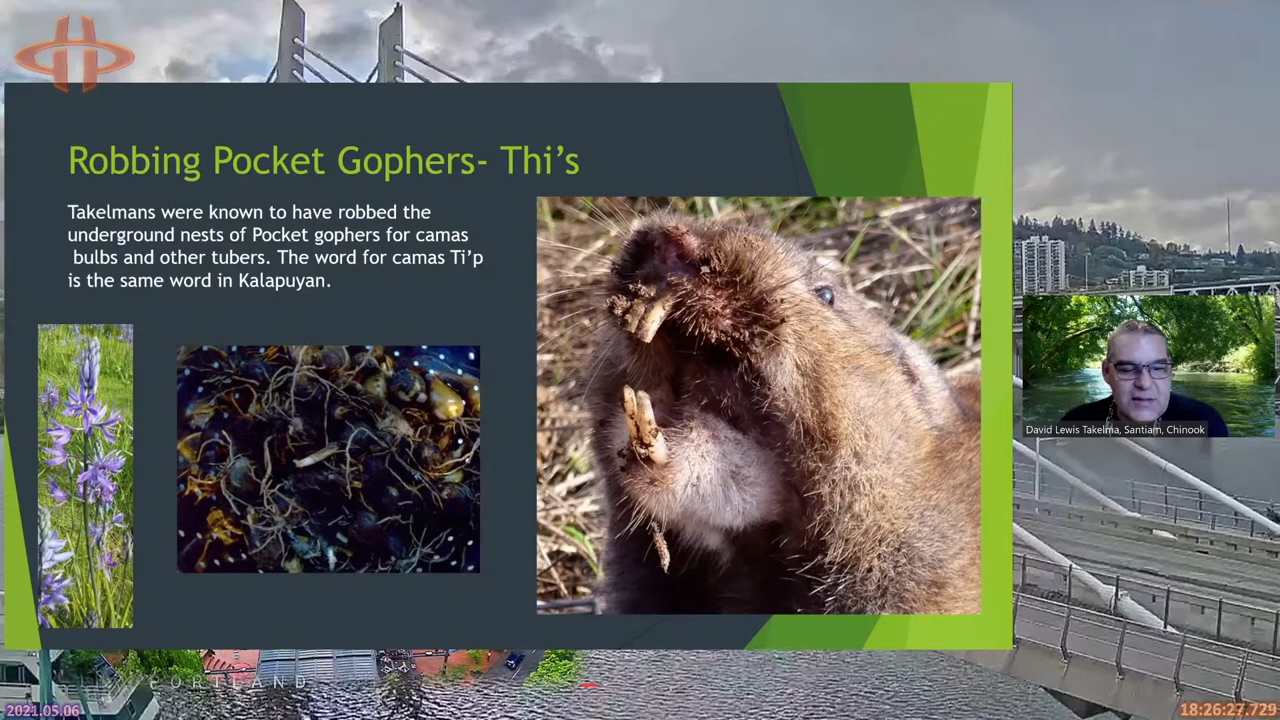 Robbing Pocket Gophers- Thi's
Takelmans were known to have robbed the
underground nests of Pocket gophers for camas
bulbs and other tubers. The word for camas Ti'p
is the same word in Kalapuyan.
David Lewis Takelma, Santiam, Chinook
PORTLAND
2021.05.06
18:26:27.729